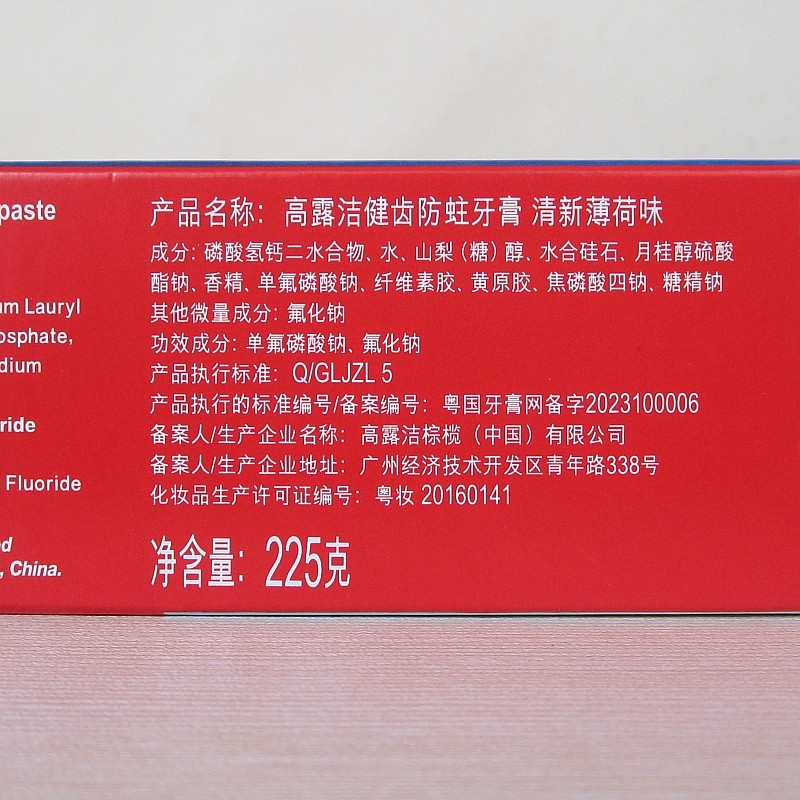 paste
um Lauryl
osphate,
dium
ride
Fluoride
ed
, China.
产品名称：高露洁健齿防蛀牙膏 清新薄荷味
成分：磷酸氢钙二水合物、水、山梨（糖）醇、水合硅石、月桂醇硫酸
酯钠、香精、单氟磷酸钠、纤维素胶、黄原胶、焦磷酸四钠、糖精钠
其他微量成分：氟化钠
功效成分：单氟磷酸钠、氟化钠
产品执行标准：Q/GLJZL 5
产品执行的标准编号/备案编号：粤国牙膏网备字2023100006
备案人/生产企业名称：高露洁棕榄（中国）有限公司
备案人/生产企业地址：广州经济技术开发区青年路338号
化妆品生产许可证编号：粤妆 20160141
净含量：225克